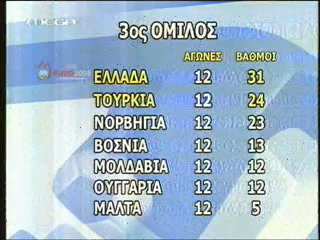 MEGA
3ος ΟΜΙΛΟΣ
ΑΓΩΝΕΣ ΒΑΘΜΟΙ
ΕΛΛΑΔΑ 12 31
ΤΟΥΡΚΙΑ 12 24
ΝΟΡΒΗΓΙΑ 12 23
ΒΟΣΝΙΑ 12 13
ΜΟΛΔΑΒΙΑ 12 12
ΟΥΓΓΑΡΙΑ 12 12
ΜΑΛΤΑ 12 5